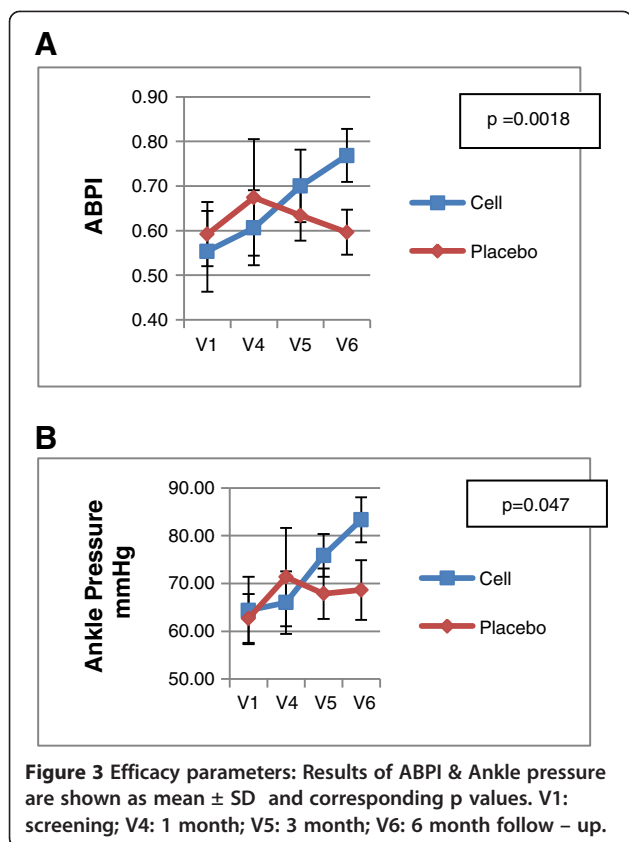 A
ABPI
0.90
0.80
0.70
0.60
0.50
0.40
V1 V4 V5 V6
p =0.0018
Cell
Placebo
B
Ankle Pressure
mmHg
90.00
80.00
70.00
60.00
50.00
V1 V4 V5 V6
p=0.047
Cell
Placebo
Figure 3 Efficacy parameters: Results of ABPI & Ankle pressure
are shown as mean ± SD and corresponding p values. V1:
screening; V4: 1 month; V5: 3 month; V6: 6 month follow – up.